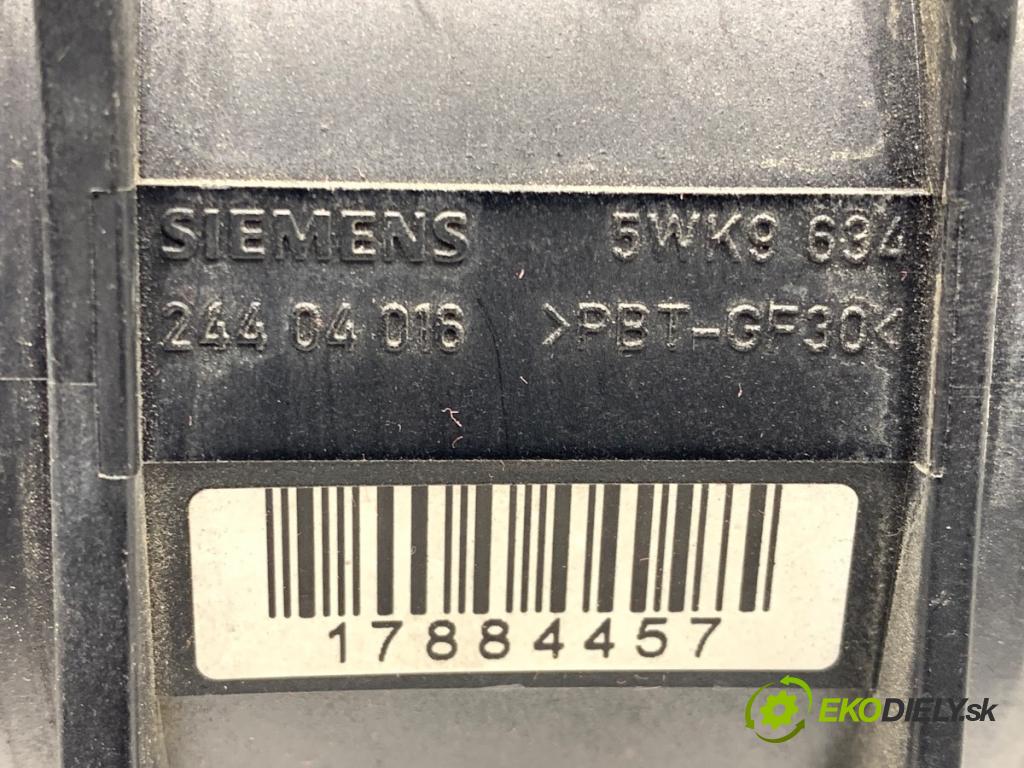 SIEMENS 5WK9 634
244 04 016 >PBT-GF30<
17884457
EKODIELY.sk